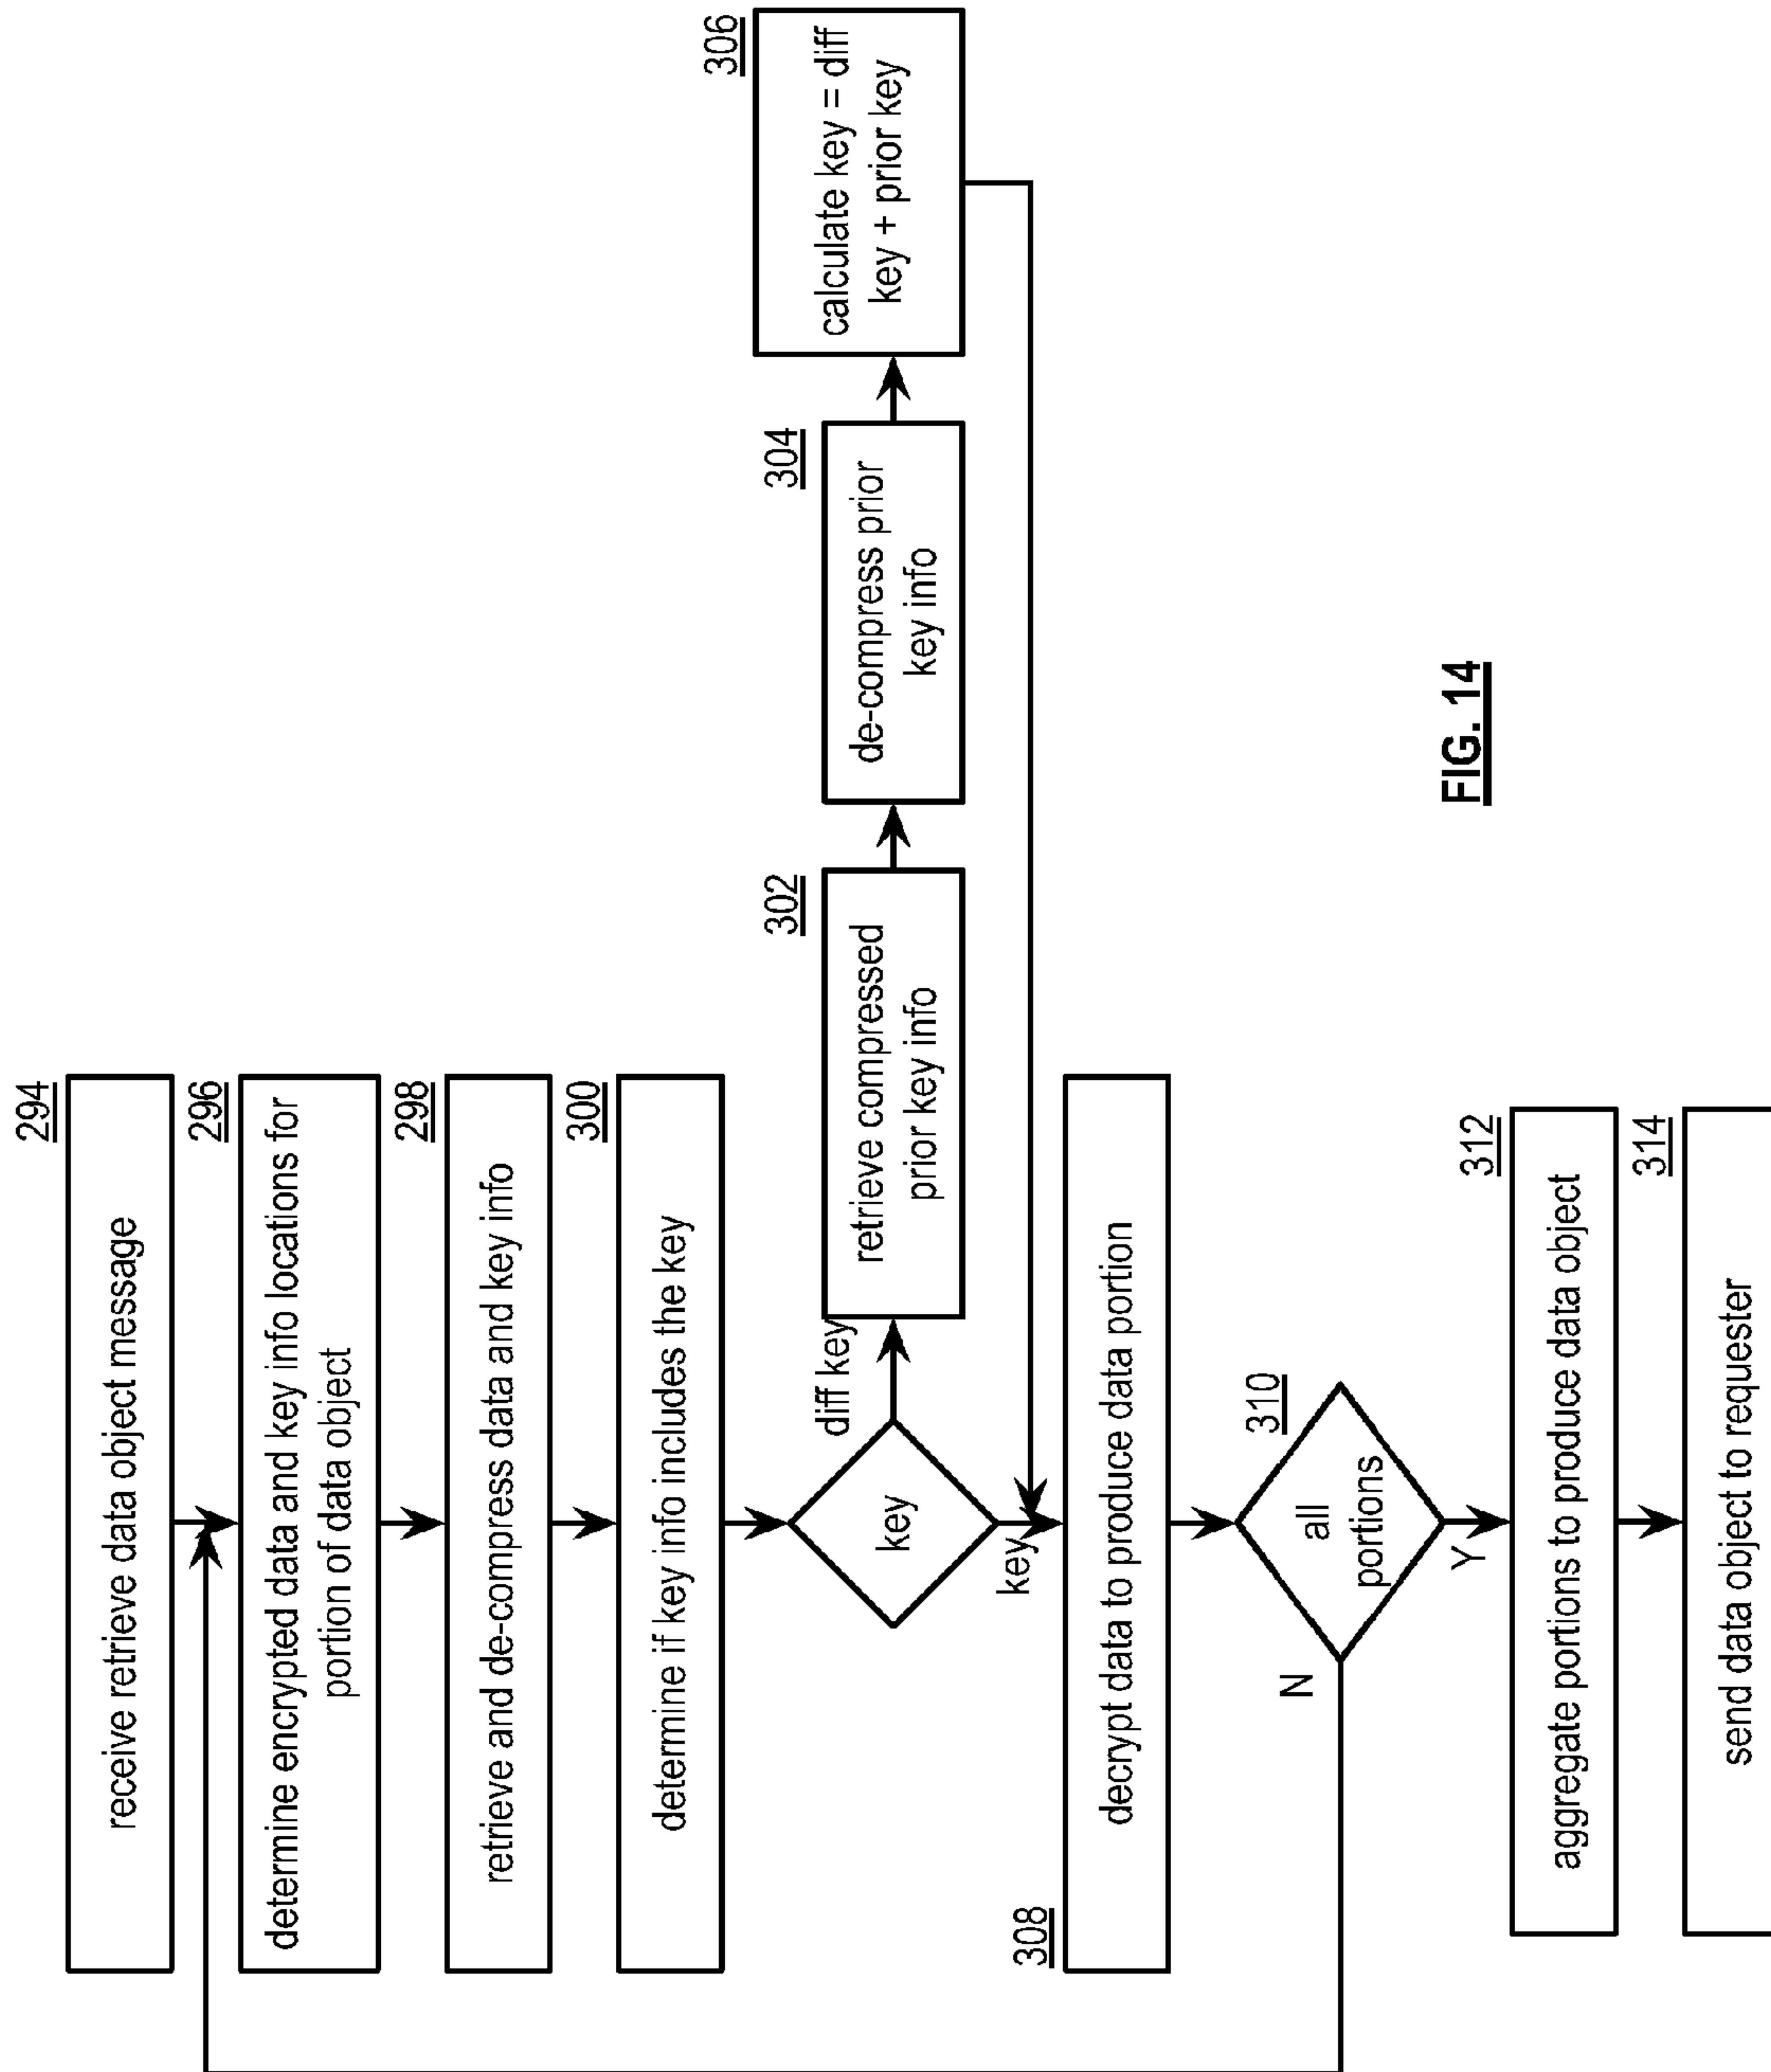 294
receive retrieve data object message
296
determine encrypted data and key info locations for
portion of data object
298
retrieve and de-compress data and key info
300
determine if key info includes the key
key
diff key
302
retrieve compressed
prior key info
304
de-compress prior
key info
306
calculate key = diff
key + prior key
key
308
decrypt data to produce data portion
310
all
portions
N
Y
312
aggregate portions to produce data object
314
send data object to requester
FIG. 14